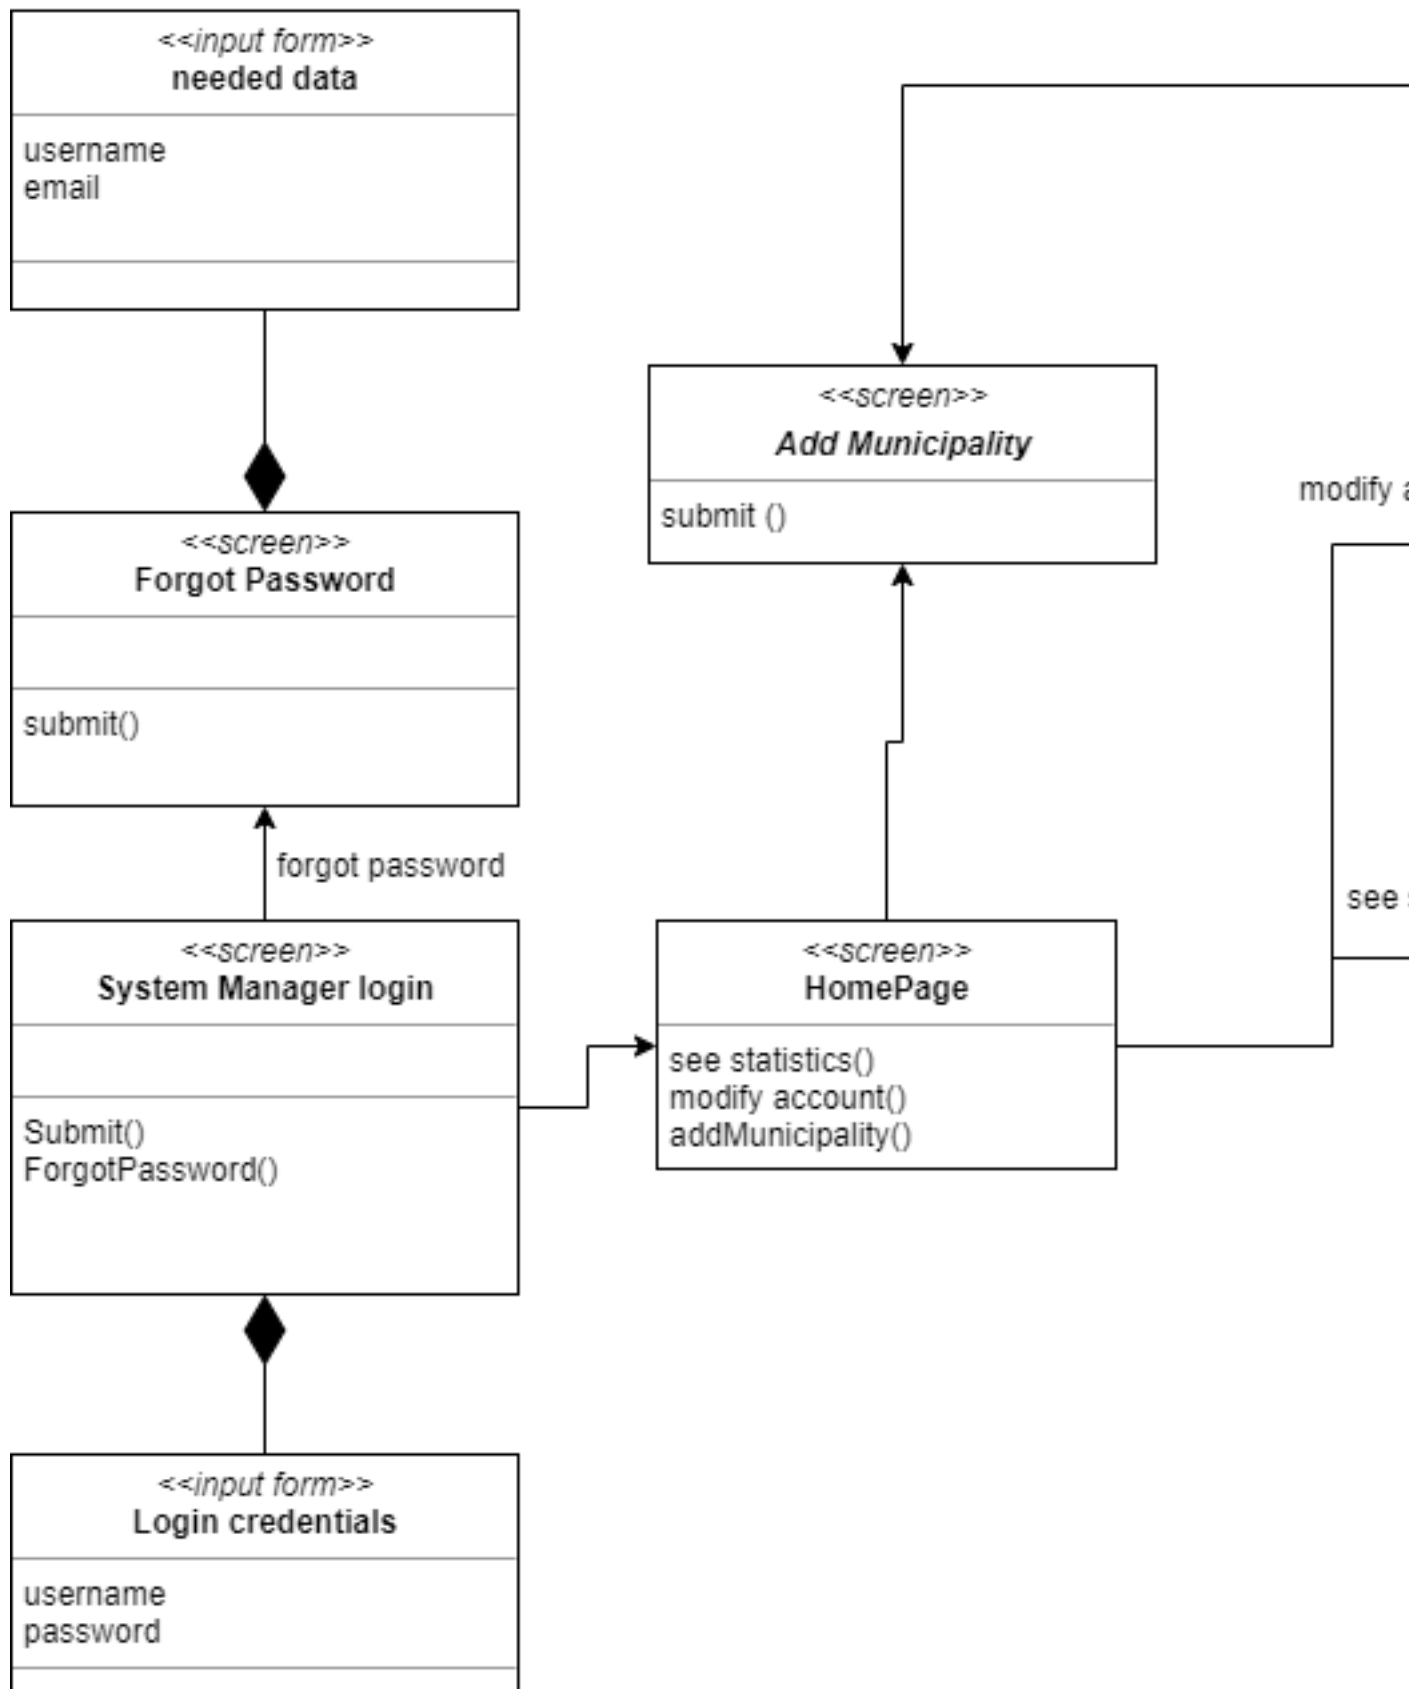 <<input form>>
needed data
username
email
<<screen>>
Forgot Password
submit()
forgot password
<<screen>>
System Manager login
Submit()
ForgotPassword()
<<input form>>
Login credentials
username
password
<<screen>>
Add Municipality
submit ()
<<screen>>
HomePage
see statistics()
modify account()
addMunicipality()
modify
see